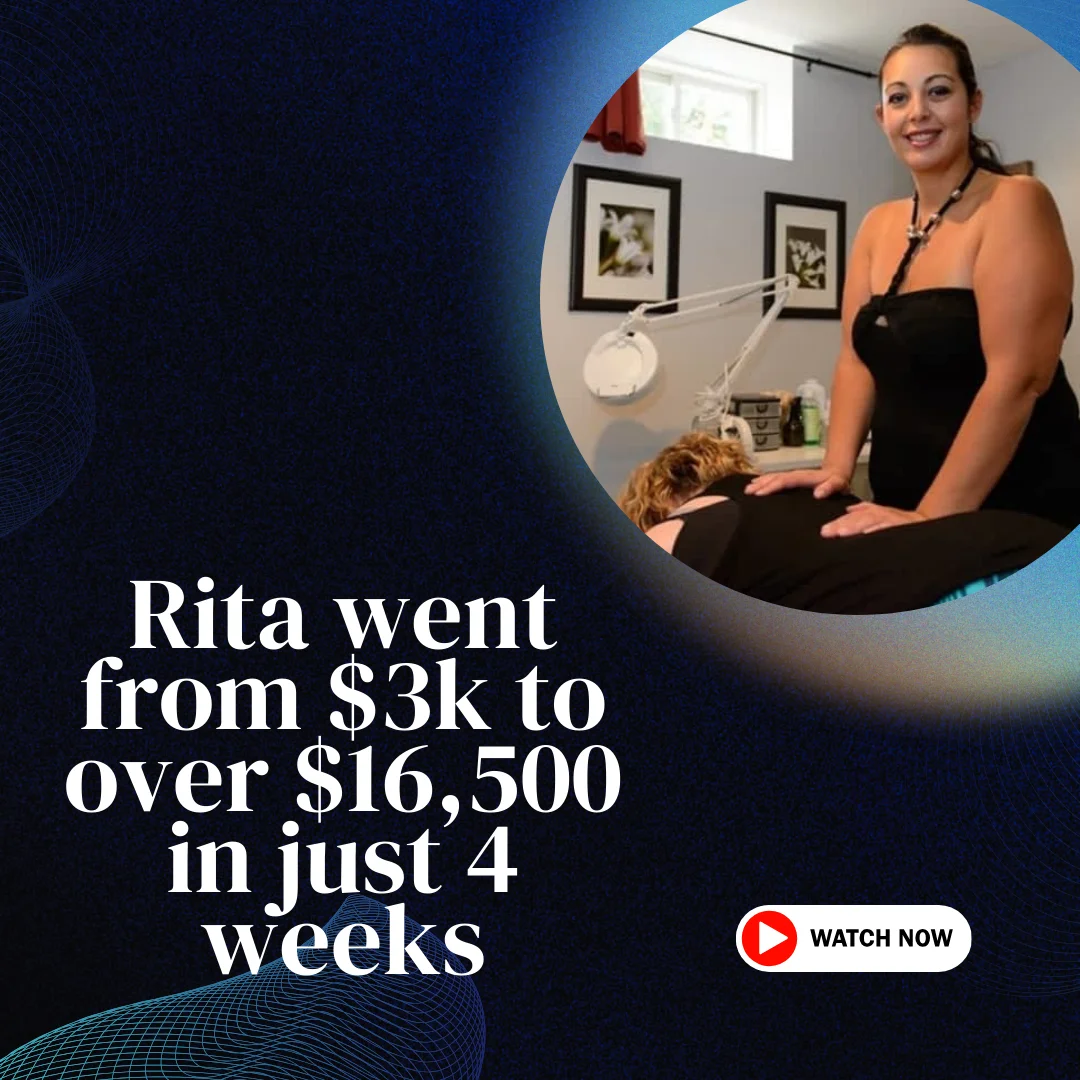 Rita went
from $3k to
over $16,500
in just 4
weeks
WATCH NOW